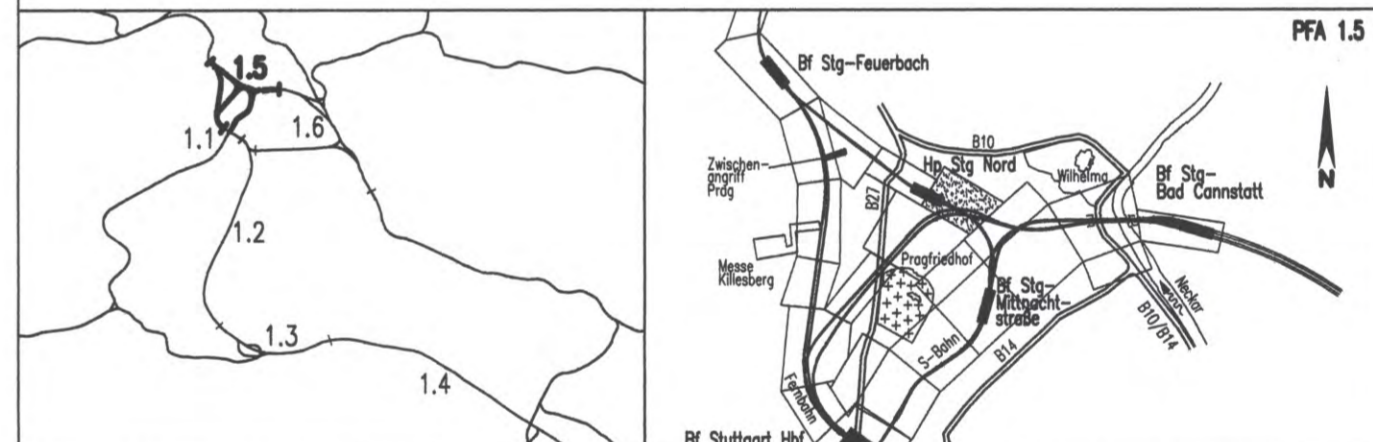 1.5
1.1
1.6
1.2
1.3
1.4
PFA 1.5
Bf Stg-Feuerbach
N
B10
Zwischen-
angriff
Prag
Hp Stg Nord
Wilhelma
Bf Stg-
Bad Cannstatt
B27
Messe
Killesberg
Pragfriedhof
Bf Stg-
Mittnacht-
straße
Neckar
B10/B14
S-Bahn
B14
Fernbahn
Bf Stuttgart Hbf